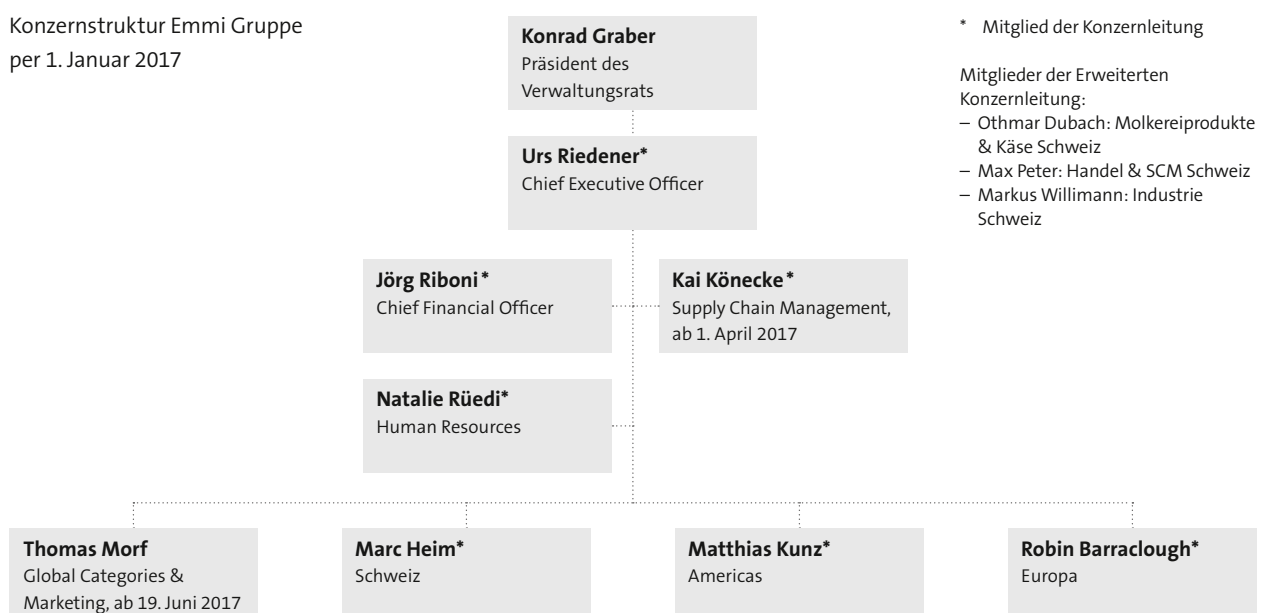 Konzernstruktur Emmi Gruppe
per 1. Januar 2017
Konrad Graber
Präsident des
Verwaltungsrats
* Mitglied der Konzernleitung
Mitglieder der Erweiterten
Konzernleitung:
– Othmar Dubach: Molkereiprodukte
& Käse Schweiz
– Max Peter: Handel & SCM Schweiz
– Markus Willimann: Industrie
Schweiz
Urs Riedener*
Chief Executive Officer
Jörg Riboni*
Chief Financial Officer
Kai Könecke*
Supply Chain Management,
ab 1. April 2017
Natalie Rüedi*
Human Resources
Thomas Morf
Global Categories &
Marketing, ab 19. Juni 2017
Marc Heim*
Schweiz
Matthias Kunz*
Americas
Robin Barraclough*
Europa